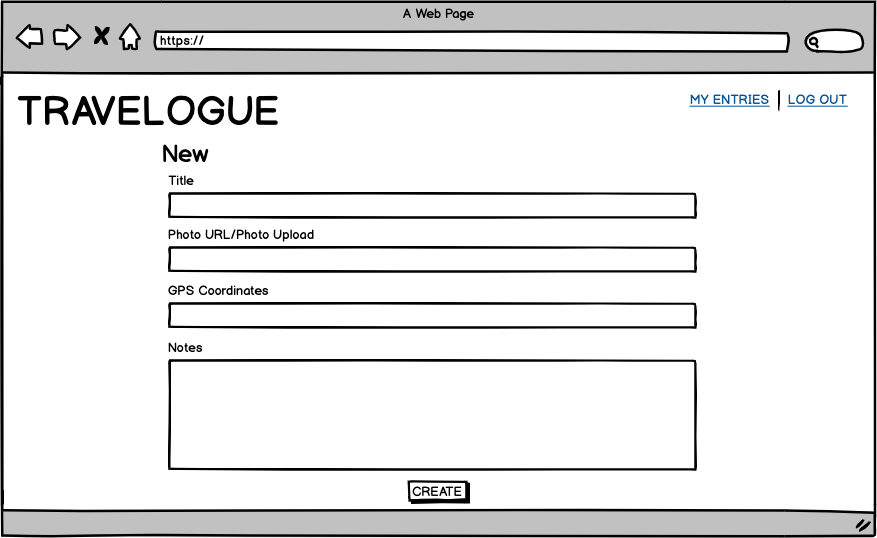 A Web Page
https://
TRAVELOGUE
MY ENTRIES | LOG OUT
New
Title
Photo URL/Photo Upload
GPS Coordinates
Notes
CREATE